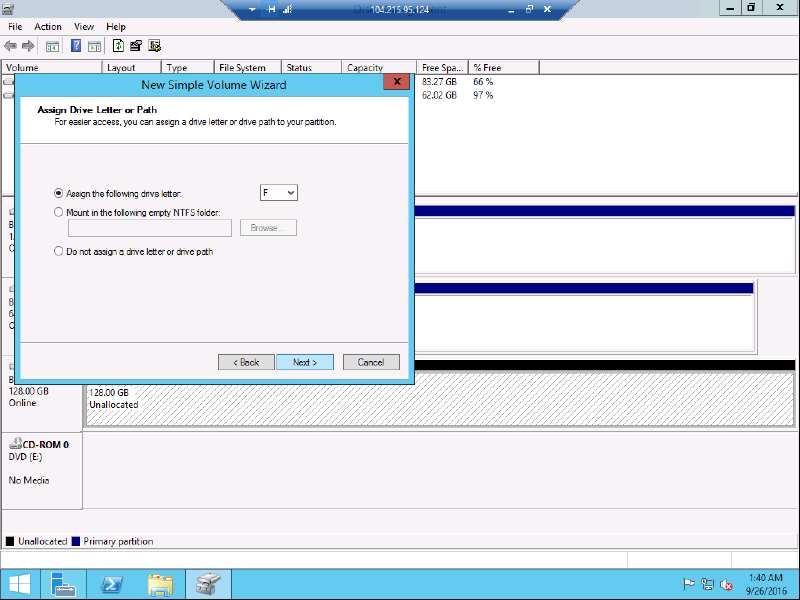 104.215.95.124
File Action View Help
Volume Layout Type File System Status Capacity Free Spa... % Free
83.27 GB 66 %
62.02 GB 97 %
New Simple Volume Wizard
Assign Drive Letter or Path
For easier access, you can assign a drive letter or drive path to your partition.
Assign the following drive letter: F
Mount in the following empty NTFS folder:
Browse...
Do not assign a drive letter or drive path
< Back Next > Cancel
128.00 GB
Online
128.00 GB
Unallocated
CD-ROM 0
DVD (E:)
No Media
Unallocated Primary partition
1:40 AM
9/26/2016